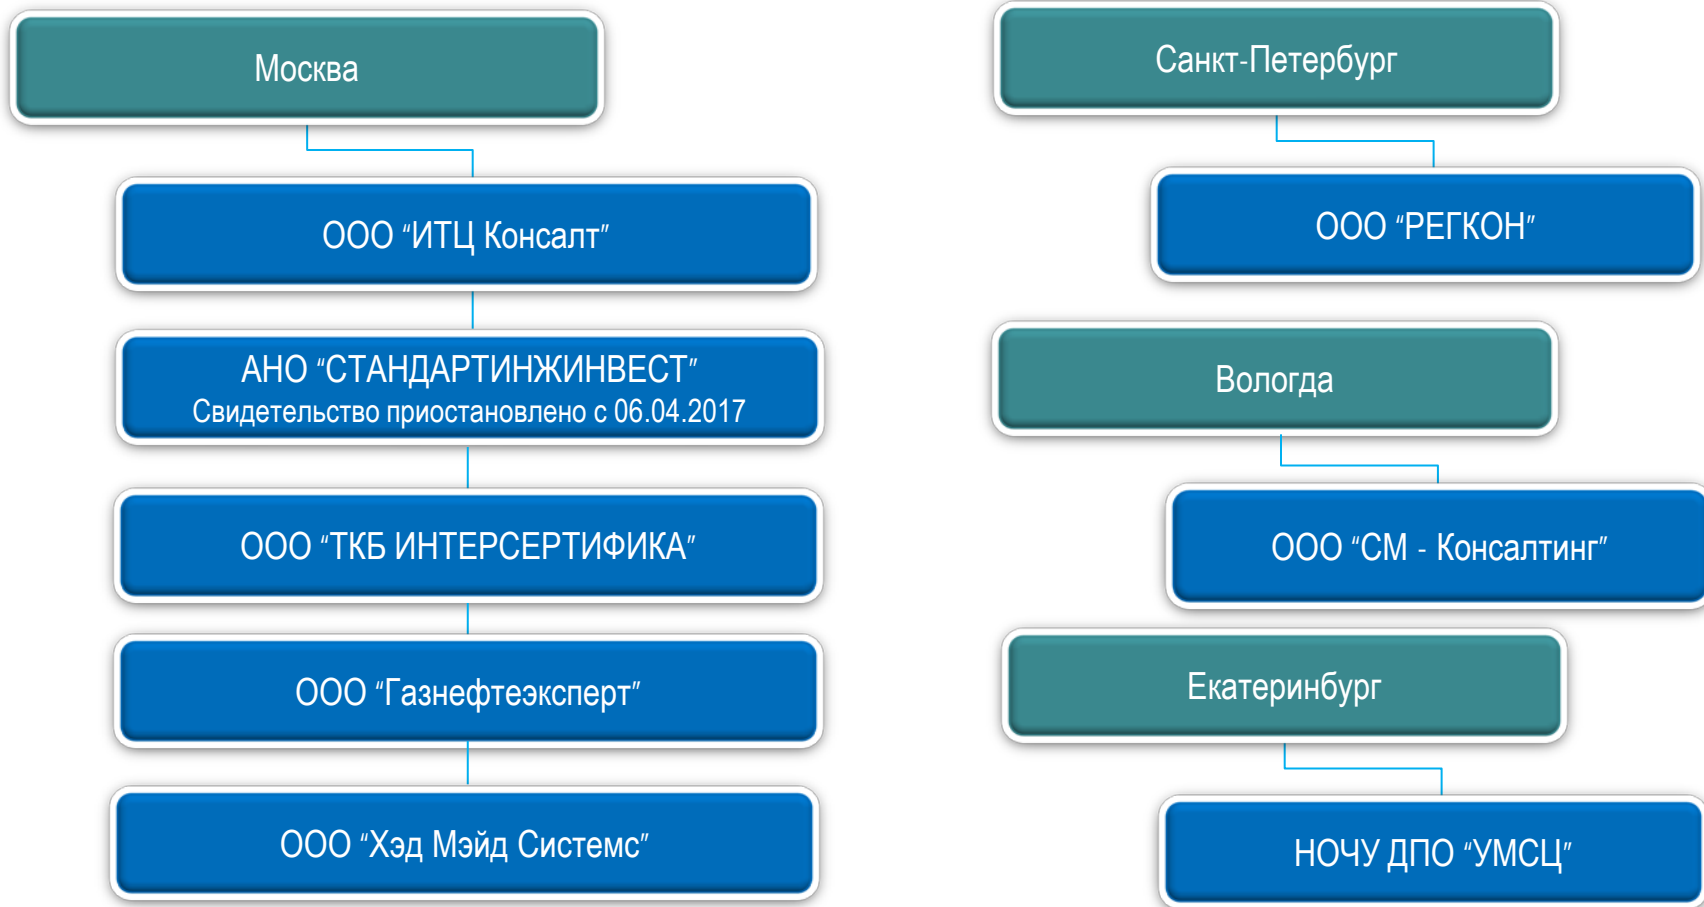 Москва
ООО “ИТЦ Консалт”
АНО “СТАНДАРТИНЖИНВЕСТ”
Свидетельство приостановлено с 06.04.2017
ООО “ТКБ ИНТЕРСЕРТИФИКА”
ООО “Газнефтеэксперт”
ООО “Хэд Мэйд Системс”
Санкт-Петербург
ООО “РЕГКОН”
Вологда
ООО “СМ - Консалтинг”
Екатеринбург
НОЧУ ДПО “УМСЦ”